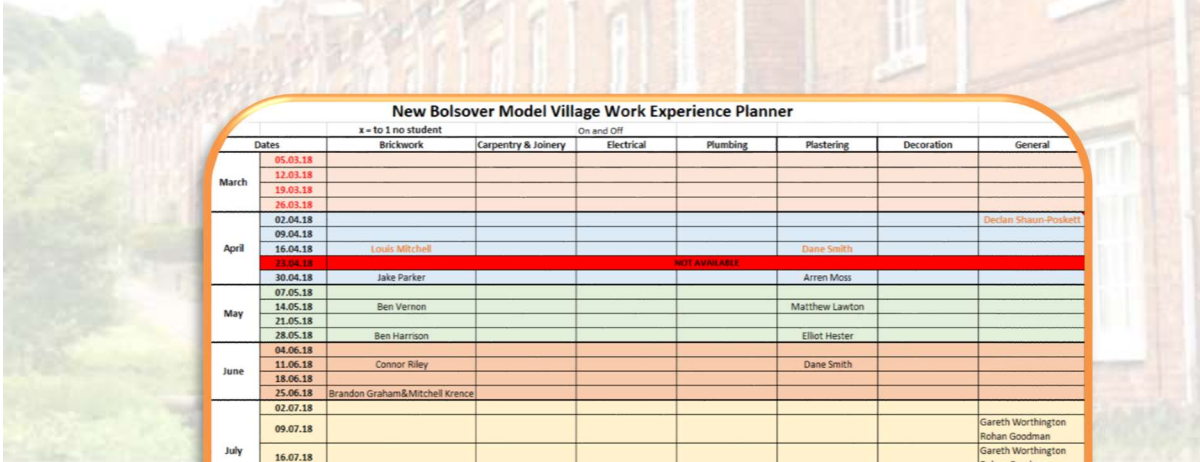 New Bolsover Model Village Work Experience Planner
x = to 1 no student On and Off
Dates Brickwork Carpentry & Joinery Electrical Plumbing Plastering Decoration General
March
05.03.18
12.03.18
19.03.18
26.03.18
April
02.04.18 Declan Shaun-Poskett
09.04.18
16.04.18 Louis Mitchell Dane Smith
23.04.18 NOT AVAILABLE
30.04.18 Jake Parker Arren Moss
May
07.05.18
14.05.18 Ben Vernon Matthew Lawton
21.05.18
28.05.18 Ben Harrison Elliot Hester
June
04.06.18
11.06.18 Connor Riley Dane Smith
18.06.18
25.06.18 Brandon Graham&Mitchell Krence
July
02.07.18
09.07.18 Gareth Worthington
Rohan Goodman
16.07.18 Gareth Worthington